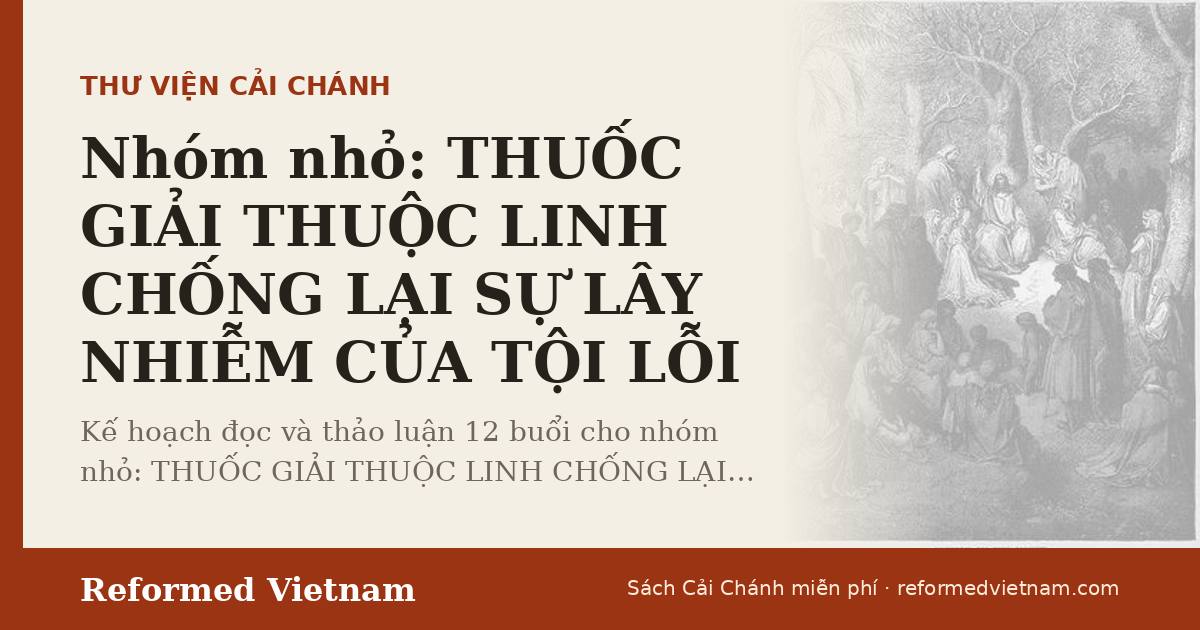 THƯ VIỆN CẢI CHÁNH
Nhóm nhỏ: THUỐC
GIẢI THUỘC LINH
CHỐNG LẠI SỰ LÂY
NHIỄM CỦA TỘI LỖI
Kế hoạch đọc và thảo luận 12 buổi cho nhóm
nhỏ: THUỐC GIẢI THUỘC LINH CHỐNG LẠI...
Reformed Vietnam
Sách Cải Chánh miễn phí · reformedvietnam.com